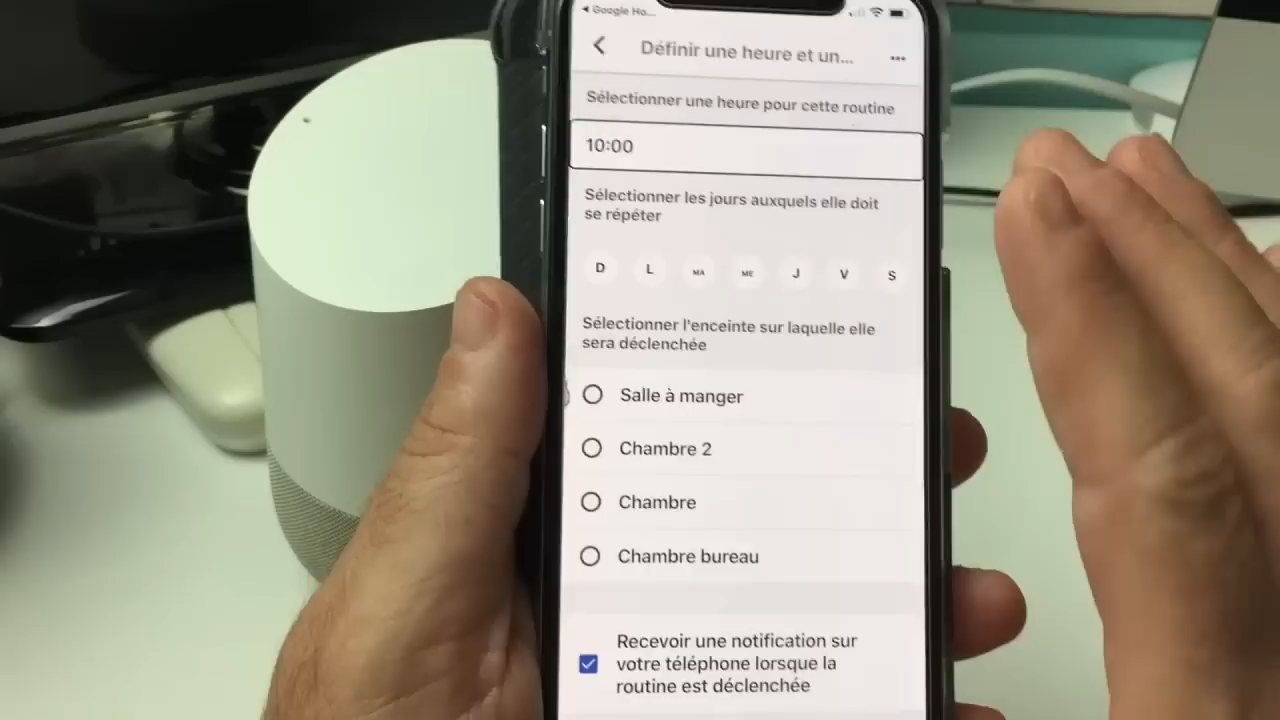 ◀ Google Ho...
Définir une heure et un...
Sélectionner une heure pour cette routine
10:00
Sélectionner les jours auxquels elle doit
se répéter
D L MA ME J V S
Sélectionner l'enceinte sur laquelle elle
sera déclenchée
Salle à manger
Chambre 2
Chambre
Chambre bureau
Recevoir une notification sur
votre téléphone lorsque la
routine est déclenchée